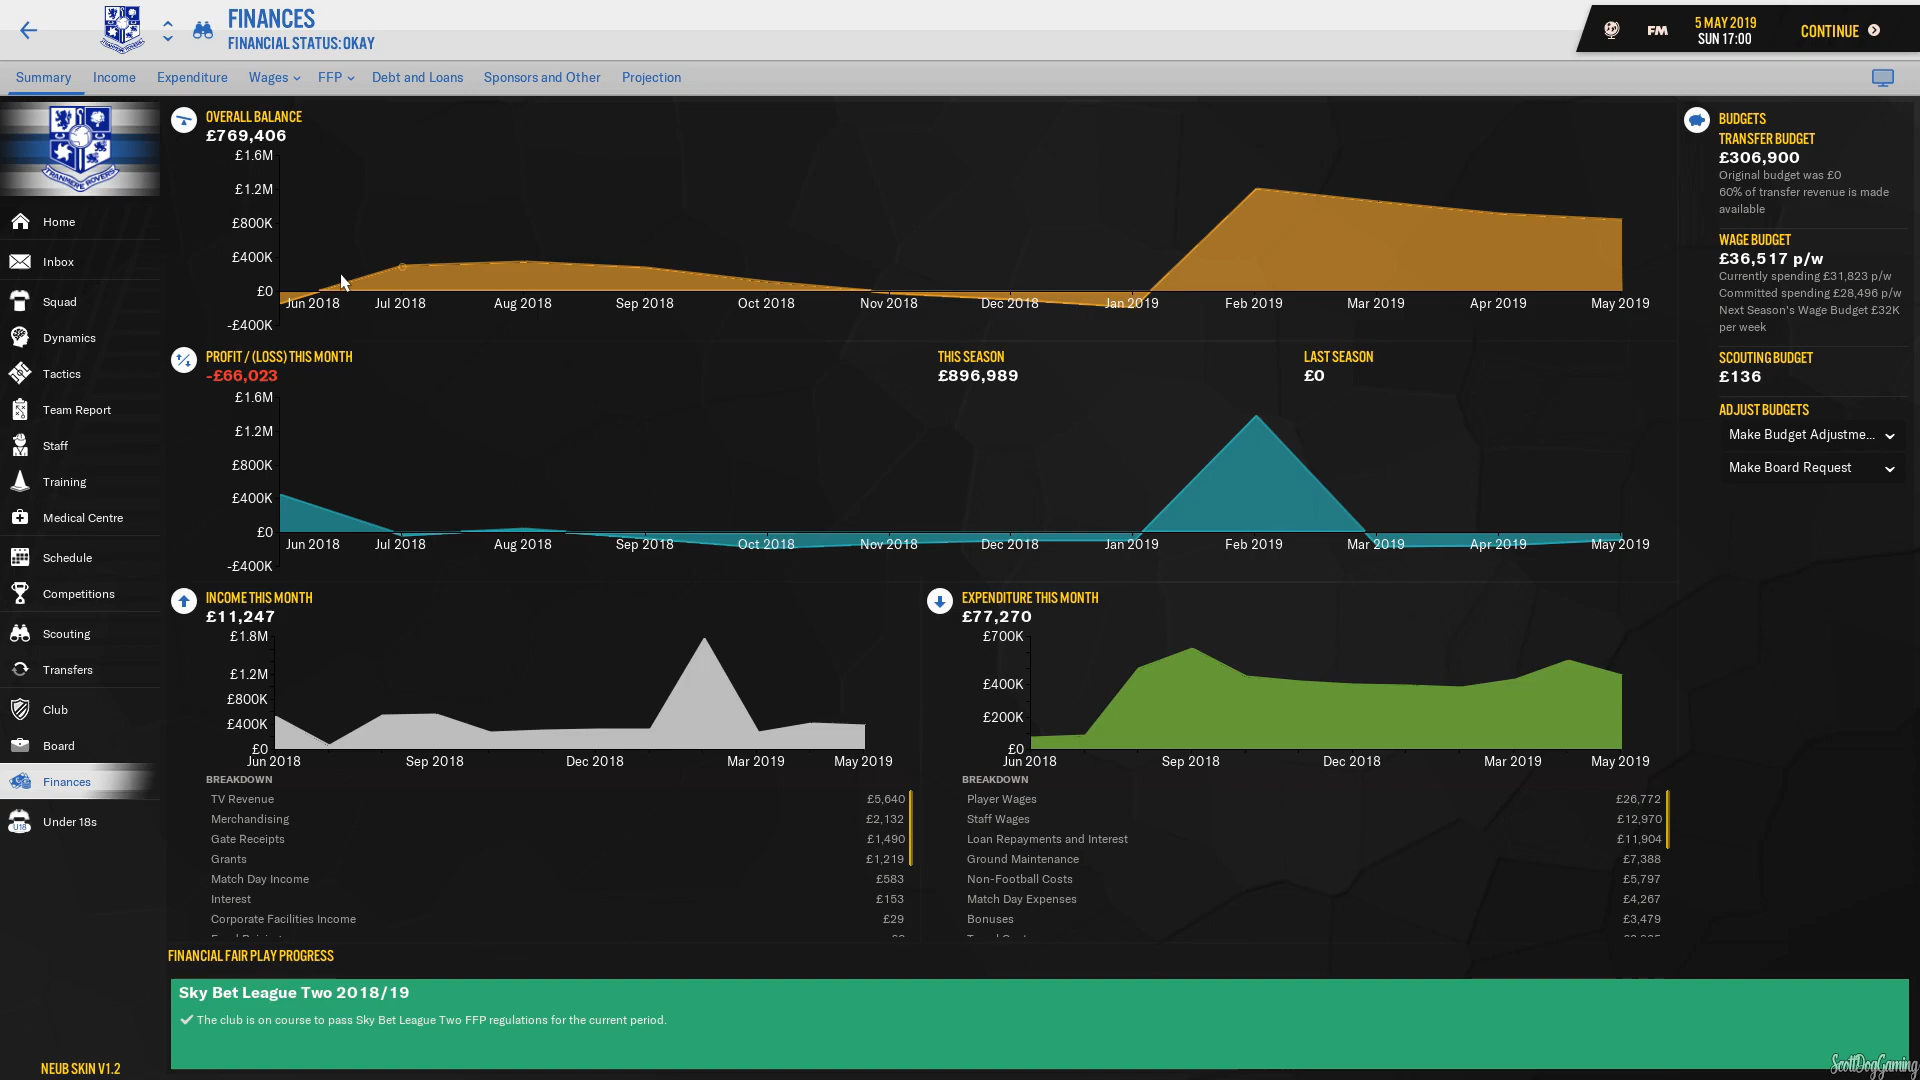 FINANCES
FINANCIAL STATUS: OKAY
FM
5 MAY 2019
SUN 17:00
CONTINUE
Summary Income Expenditure Wages FFP Debt and Loans Sponsors and Other Projection
TRANMERE ROVERS
Home
Inbox
Squad
Dynamics
Tactics
Team Report
Staff
Training
Medical Centre
Schedule
Competitions
Scouting
Transfers
Club
Board
Finances
U18
Under 18s
NEUB SKIN V1.2
OVERALL BALANCE
£769,406
£1.6M
£1.2M
£800K
£400K
£0
-£400K
Jun 2018 Jul 2018 Aug 2018 Sep 2018 Oct 2018 Nov 2018 Dec 2018 Jan 2019 Feb 2019 Mar 2019 Apr 2019 May 2019
PROFIT / (LOSS) THIS MONTH
-£66,023
THIS SEASON
£896,989
LAST SEASON
£0
£1.6M
£1.2M
£800K
£400K
£0
-£400K
Jun 2018 Jul 2018 Aug 2018 Sep 2018 Oct 2018 Nov 2018 Dec 2018 Jan 2019 Feb 2019 Mar 2019 Apr 2019 May 2019
INCOME THIS MONTH
£11,247
£1.8M
£1.2M
£800K
£400K
£0
Jun 2018 Sep 2018 Dec 2018 Mar 2019 May 2019
BREAKDOWN
TV Revenue £5,640
Merchandising £2,132
Gate Receipts £1,490
Grants £1,219
Match Day Income £583
Interest £153
Corporate Facilities Income £29
EXPENDITURE THIS MONTH
£77,270
£700K
£400K
£200K
£0
Jun 2018 Sep 2018 Dec 2018 Mar 2019 May 2019
BREAKDOWN
Player Wages £26,772
Staff Wages £12,970
Loan Repayments and Interest £11,904
Ground Maintenance £7,388
Non-Football Costs £5,797
Match Day Expenses £4,267
Bonuses £3,479
FINANCIAL FAIR PLAY PROGRESS
Sky Bet League Two 2018/19
The club is on course to pass Sky Bet League Two FFP regulations for the current period.
BUDGETS
TRANSFER BUDGET
£306,900
Original budget was £0
60% of transfer revenue is made
available
WAGE BUDGET
£36,517 p/w
Currently spending £31,823 p/w
Committed spending £28,496 p/w
Next Season's Wage Budget £32K
per week
SCOUTING BUDGET
£136
ADJUST BUDGETS
Make Budget Adjustme...
Make Board Request
ScottDogGaming